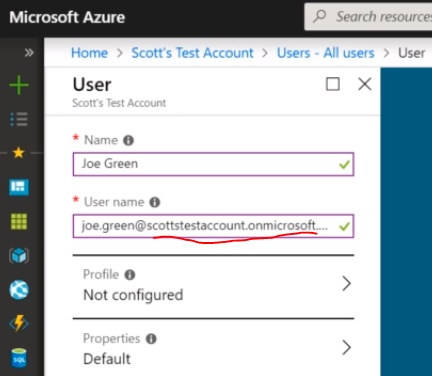 Microsoft Azure
Search resources
Home > Scott's Test Account > Users - All users > User
User
Scott's Test Account
* Name
Joe Green
* User name
joe.green@scottstestaccount.onmicrosoft....
Profile
Not configured
Properties
Default
SQL